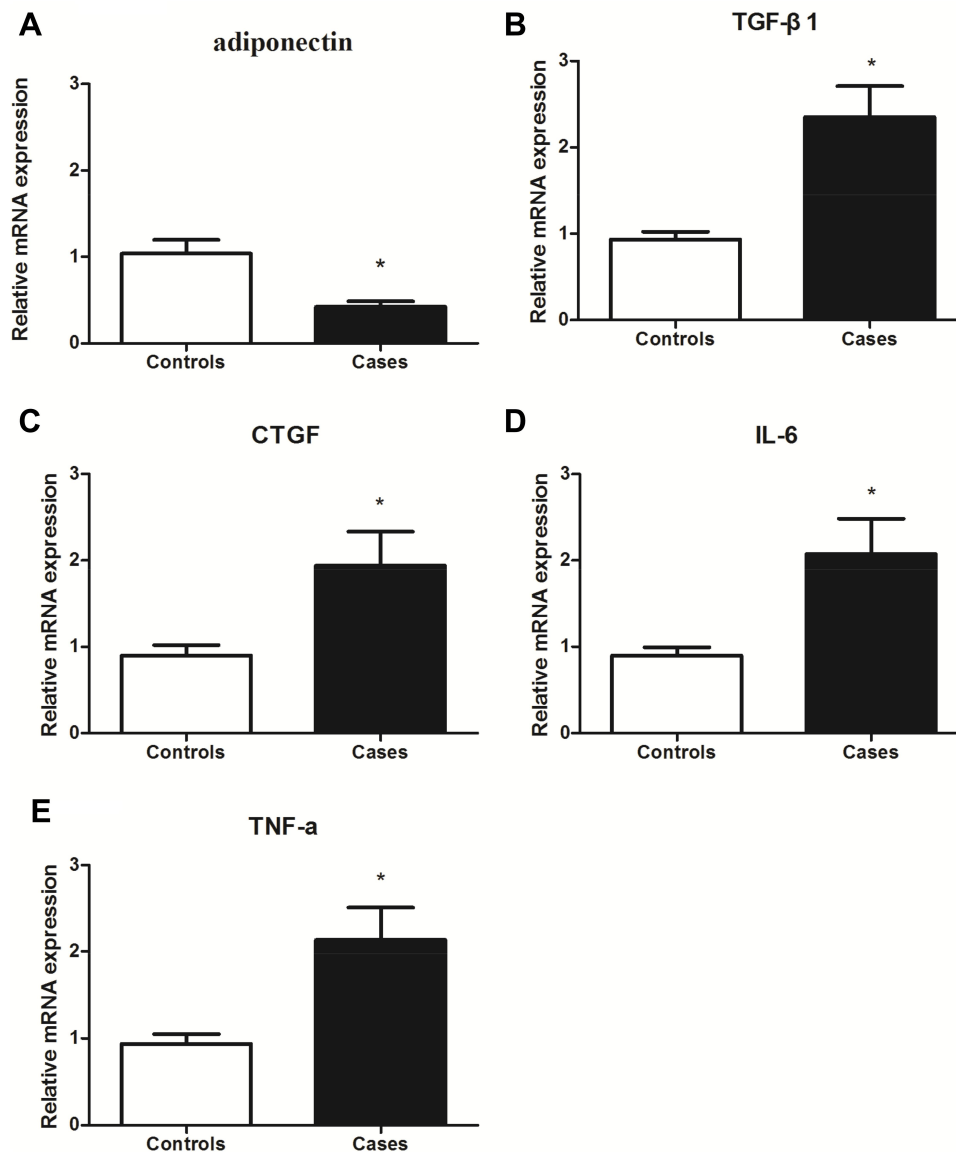 A
adiponectin
Relative mRNA expression
3
2
1
0
*
Controls Cases
B
TGF-β 1
Relative mRNA expression
3
2
1
0
*
Controls Cases
C
CTGF
Relative mRNA expression
3
2
1
0
*
Controls Cases
D
IL-6
Relative mRNA expression
3
2
1
0
*
Controls Cases
E
TNF-a
Relative mRNA expression
3
2
1
0
*
Controls Cases